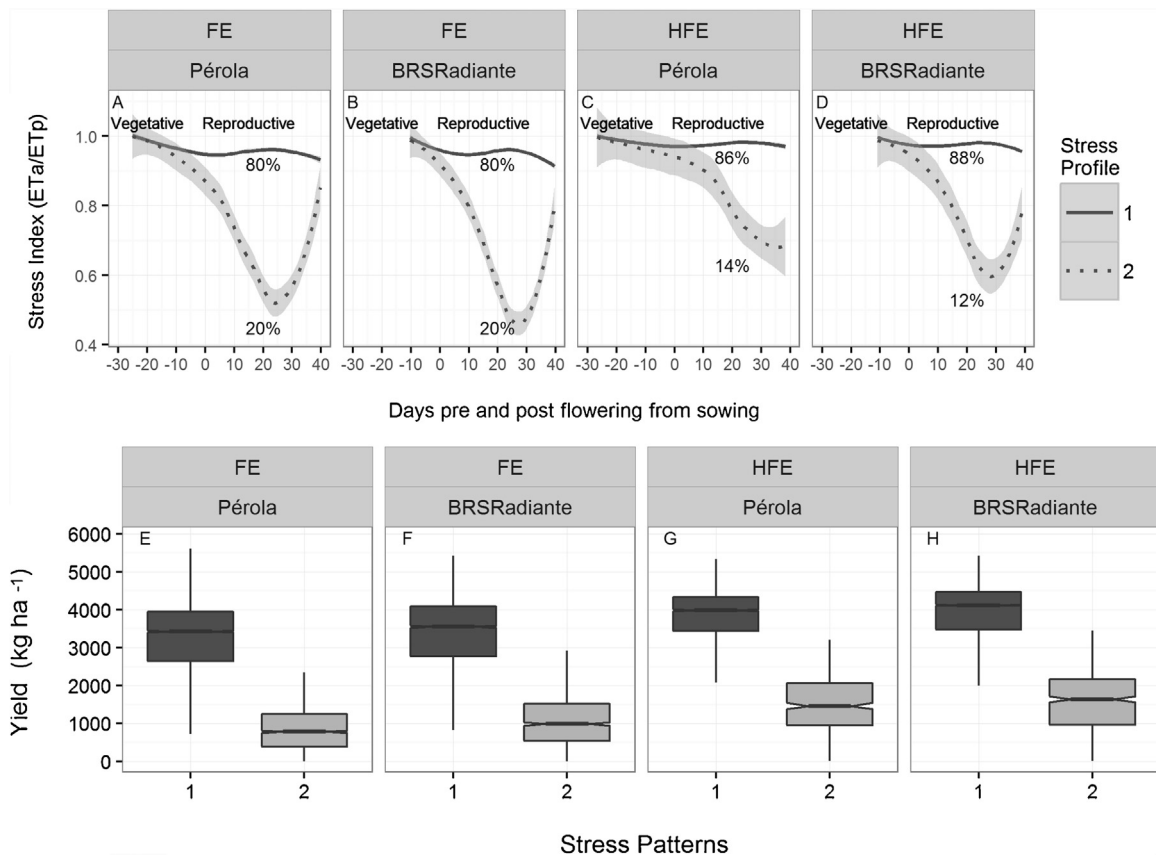 FE FE HFE HFE
Pérola BRSRadiante Pérola BRSRadiante
A B C D
Vegetative Reproductive Vegetative Reproductive Vegetative Reproductive Vegetative Reproductive
80% 80% 86% 88%
20% 20% 14% 12%
1.0
0.8
0.6
0.4
Stress Index (ETa/ETp)
-30 -20 -10 0 10 20 30 40 -30 -20 -10 0 10 20 30 40 -30 -20 -10 0 10 20 30 40 -30 -20 -10 0 10 20 30 40
Days pre and post flowering from sowing
Stress
Profile
1
2
FE FE HFE HFE
Pérola BRSRadiante Pérola BRSRadiante
E F G H
6000
5000
4000
3000
2000
1000
0
Yield (kg ha -1)
1 2 1 2 1 2 1 2
Stress Patterns